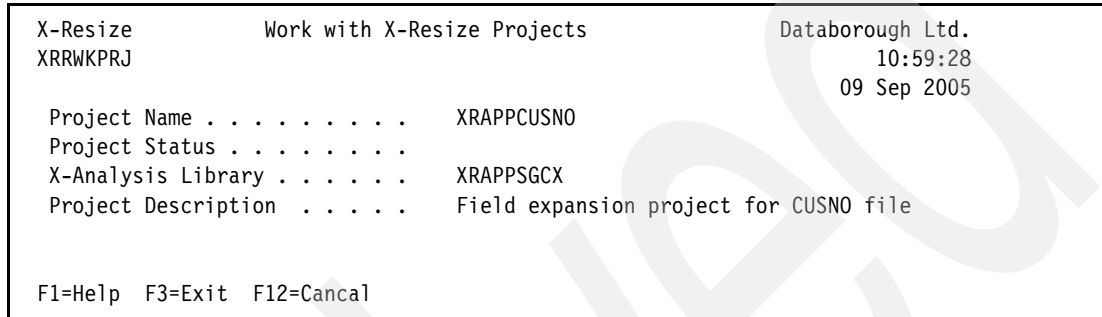 X-Resize Work with X-Resize Projects Databorough Ltd.
XRRWKPRJ 10:59:28
09 Sep 2005
Project Name . . . . . . . . . XRAPPCUSNO
Project Status . . . . . . . .
X-Analysis Library . . . . . . XRAPPSGCX
Project Description . . . . . Field expansion project for CUSNO file
F1=Help F3=Exit F12=Cancal